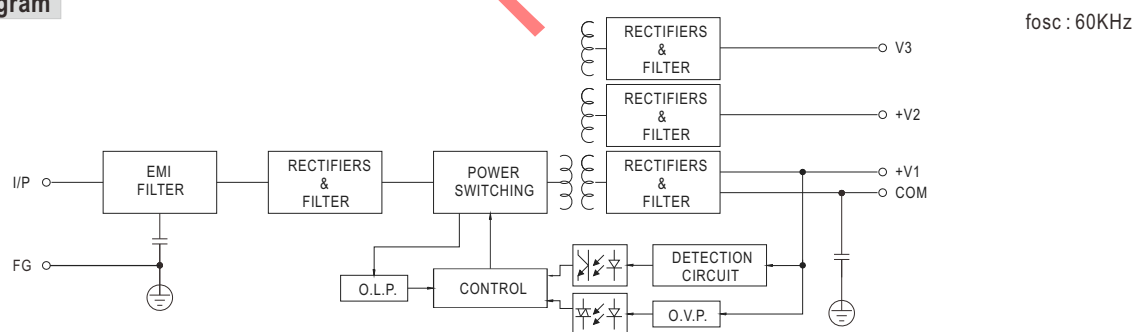 gram
fosc : 60KHz
RECTIFIERS
&
FILTER
V3
RECTIFIERS
&
FILTER
+V2
I/P
EMI
FILTER
RECTIFIERS
&
FILTER
POWER
SWITCHING
RECTIFIERS
&
FILTER
+V1
COM
FG
O.L.P.
CONTROL
DETECTION
CIRCUIT
O.V.P.